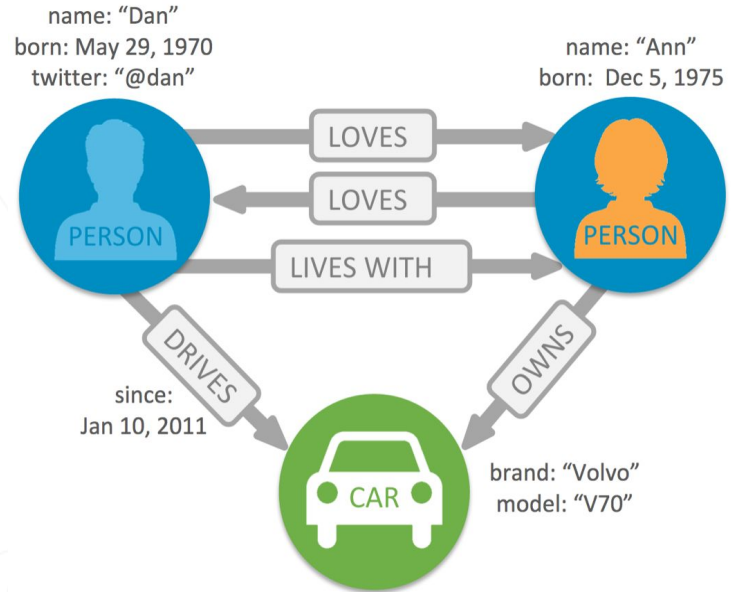 name: “Dan”
born: May 29, 1970
twitter: “@dan”
name: “Ann”
born:  Dec 5, 1975
LOVES
LOVES
PERSON
PERSON
LIVES WITH
DRIVES
OWNS
since:
Jan 10, 2011
CAR
brand: “Volvo”
model: “V70”